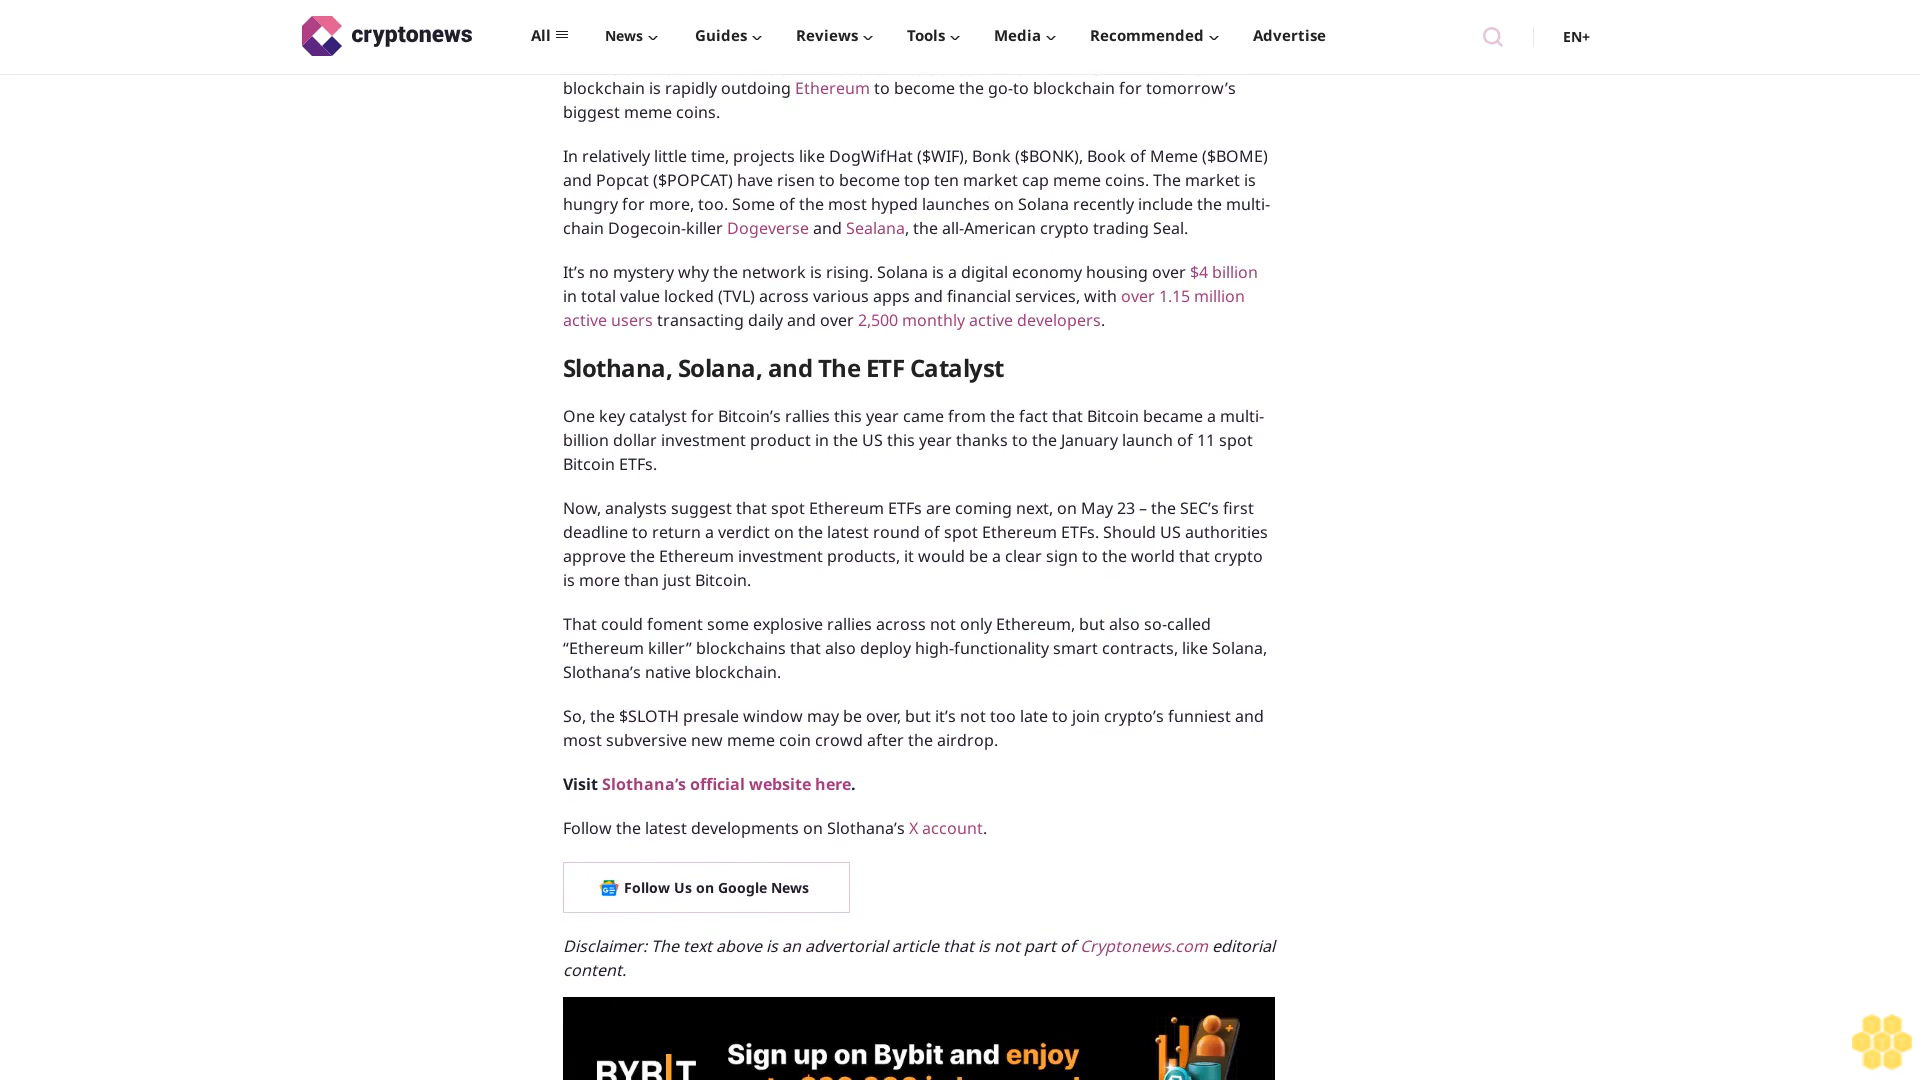 cryptonews
All News Guides Reviews Tools Media Recommended Advertise EN+
blockchain is rapidly outdoing Ethereum to become the go-to blockchain for tomorrow’s
biggest meme coins.
In relatively little time, projects like DogWifHat ($WIF), Bonk ($BONK), Book of Meme ($BOME)
and Popcat ($POPCAT) have risen to become top ten market cap meme coins. The market is
hungry for more, too. Some of the most hyped launches on Solana recently include the multi-
chain Dogecoin-killer Dogeverse and Sealana, the all-American crypto trading Seal.
It’s no mystery why the network is rising. Solana is a digital economy housing over $4 billion
in total value locked (TVL) across various apps and financial services, with over 1.15 million
active users transacting daily and over 2,500 monthly active developers.
Slothana, Solana, and The ETF Catalyst
One key catalyst for Bitcoin’s rallies this year came from the fact that Bitcoin became a multi-
billion dollar investment product in the US this year thanks to the January launch of 11 spot
Bitcoin ETFs.
Now, analysts suggest that spot Ethereum ETFs are coming next, on May 23 – the SEC’s first
deadline to return a verdict on the latest round of spot Ethereum ETFs. Should US authorities
approve the Ethereum investment products, it would be a clear sign to the world that crypto
is more than just Bitcoin.
That could foment some explosive rallies across not only Ethereum, but also so-called
“Ethereum killer” blockchains that also deploy high-functionality smart contracts, like Solana,
Slothana’s native blockchain.
So, the $SLOTH presale window may be over, but it’s not too late to join crypto’s funniest and
most subversive new meme coin crowd after the airdrop.
Visit Slothana’s official website here.
Follow the latest developments on Slothana’s X account.
Follow Us on Google News
Disclaimer: The text above is an advertorial article that is not part of Cryptonews.com editorial
content.
Sign up on Bybit and enjoy
BYBIT